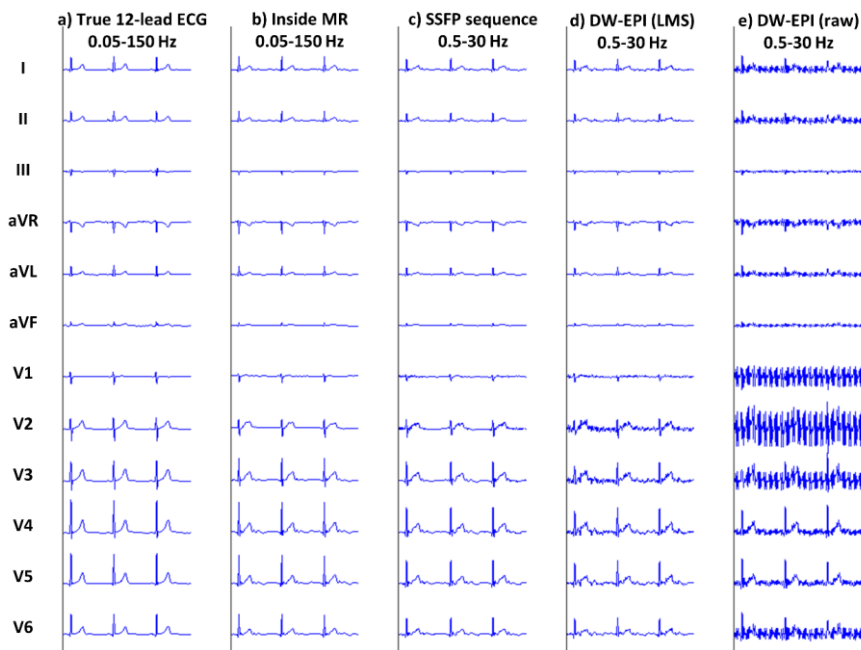 a) True 12-lead ECG
0.05-150 Hz
b) Inside MR
0.05-150 Hz
c) SSFP sequence
0.5-30 Hz
d) DW-EPI (LMS)
0.5-30 Hz
e) DW-EPI (raw)
0.5-30 Hz
I
II
III
aVR
aVL
aVF
V1
V2
V3
V4
V5
V6